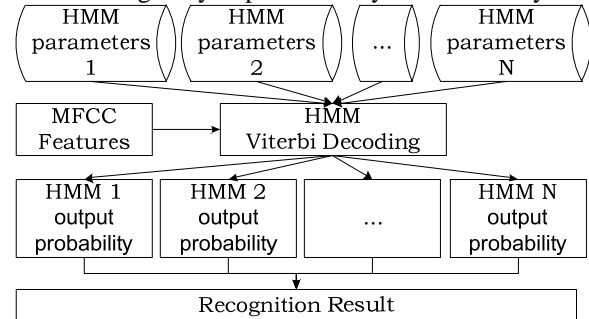 HMM
parameters
1
HMM
parameters
2
...
HMM
parameters
N
MFCC
Features
HMM
Viterbi Decoding
HMM 1
output
probability
HMM 2
output
probability
...
HMM N
output
probability
Recognition Result